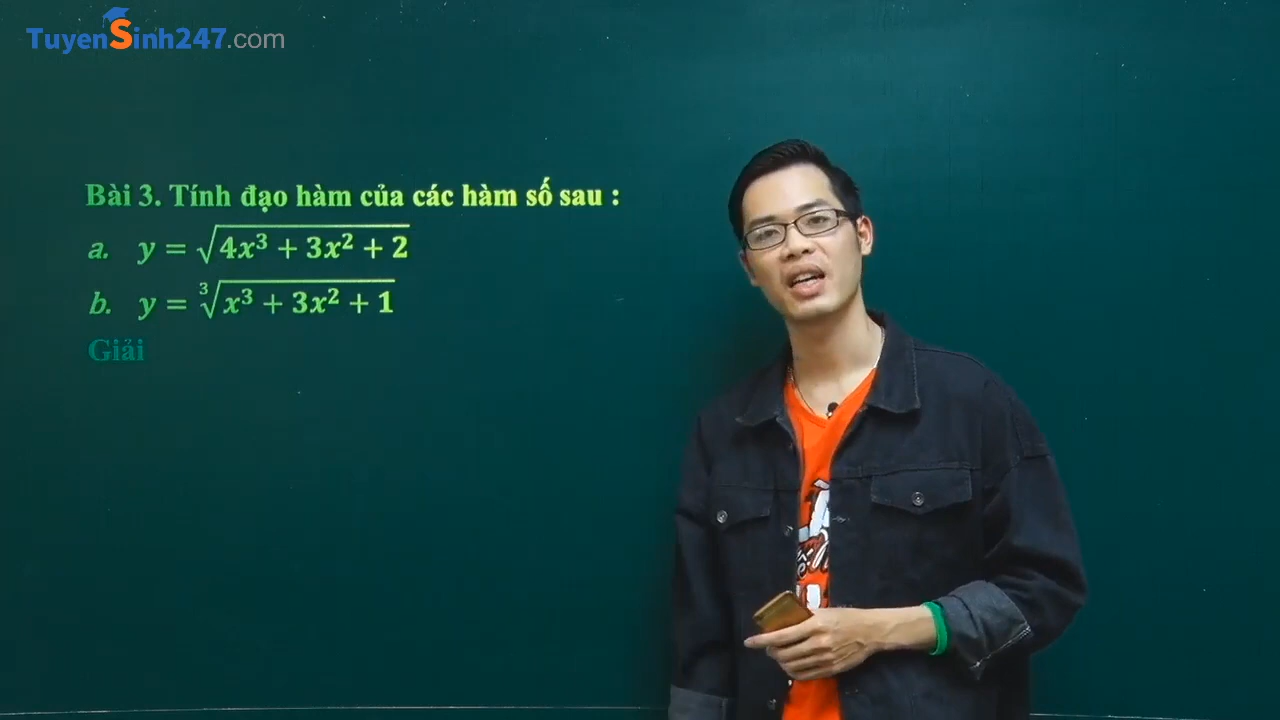 TuyenSinh247.com
Bài 3. Tính đạo hàm của các hàm số sau :
a. y = √(4x³ + 3x² + 2)
b. y = ∛(x³ + 3x² + 1)
Giải